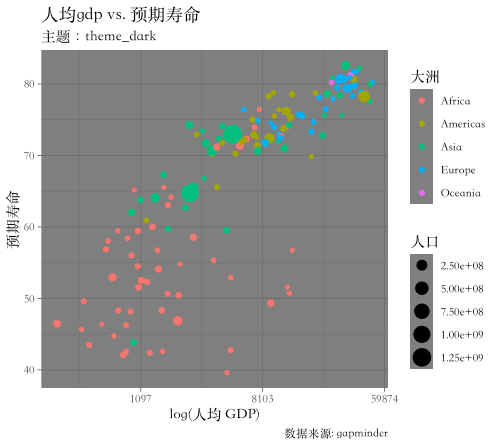 人均gdp vs. 预期寿命
主题：theme_dark
预期寿命
80
70
60
50
40
1097
8103
59874
log(人均 GDP)
大洲
Africa
Americas
Asia
Europe
Oceania
人口
2.50e+08
5.00e+08
7.50e+08
1.00e+09
1.25e+09
数据来源: gapminder